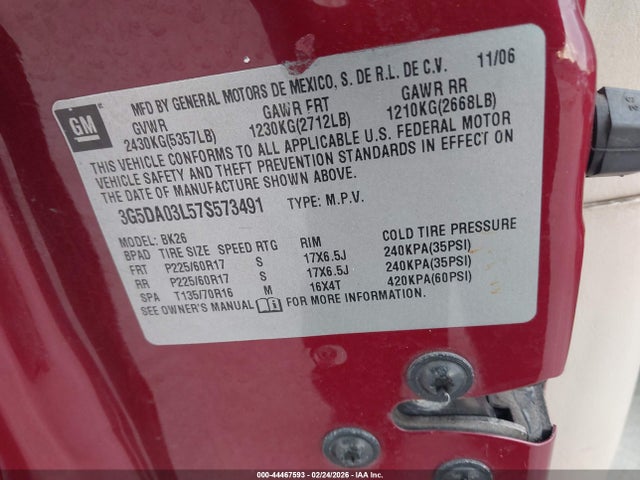 GM
MFD BY GENERAL MOTORS DE MEXICO, S. DE R.L. DE C.V. 11/06
GVWR GAWR FRT GAWR RR
2430KG(5357LB) 1230KG(2712LB) 1210KG(2668LB)
THIS VEHICLE CONFORMS TO ALL APPLICABLE U.S. FEDERAL MOTOR
VEHICLE SAFETY AND THEFT PREVENTION STANDARDS IN EFFECT ON
THE DATE OF MANUFACTURE SHOWN ABOVE.
3G5DA03L57S573491 TYPE: M.P.V.
MODEL: BK26
BPAD TIRE SIZE SPEED RTG RIM COLD TIRE PRESSURE
FRT P225/60R17 S 17X6.5J 240KPA(35PSI)
RR P225/60R17 S 17X6.5J 240KPA(35PSI)
SPA T135/70R16 M 16X4T 420KPA(60PSI)
SEE OWNER'S MANUAL FOR MORE INFORMATION.
000-44467593 - 02/24/2026 - IAAI.com